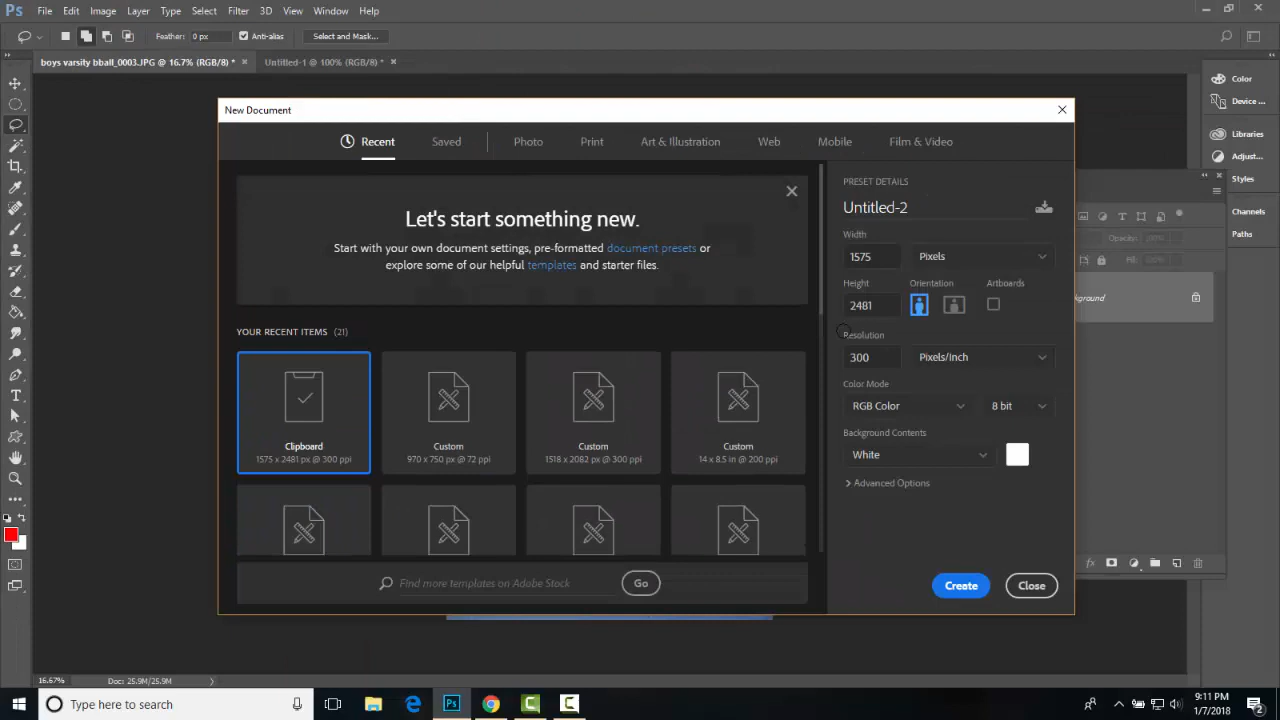 Ps File Edit Image Layer Type Select Filter 3D View Window Help
Feather: 0 px Anti-alias Select and Mask...
boys varsity bball_0003.JPG @ 16.7% (RGB/8) * × Untitled-1 @ 100% (RGB/8) * ×
New Document
Recent Saved Photo Print Art & Illustration Web Mobile Film & Video
Let's start something new.
Start with your own document settings, pre-formatted document presets or
explore some of our helpful templates and starter files.
YOUR RECENT ITEMS (21)
Clipboard
1575 x 2481 px @ 300 ppi
Custom
970 x 750 px @ 72 ppi
Custom
1518 x 2082 px @ 300 ppi
Custom
14 x 8.5 in @ 200 ppi
Find more templates on Adobe Stock Go
PRESET DETAILS
Untitled-2
Width
1575 Pixels
Height Orientation Artboards
2481
Resolution
300 Pixels/Inch
Color Mode
RGB Color 8 bit
Background Contents
White
Advanced Options
Create Close
Color
Device ...
Libraries
Adjust...
Styles
Channels
Paths
Opacity: 100%
Fill: 100%
kground
fx
16.67% Doc: 25.9M/25.9M
Type here to search
9:11 PM
1/7/2018
2